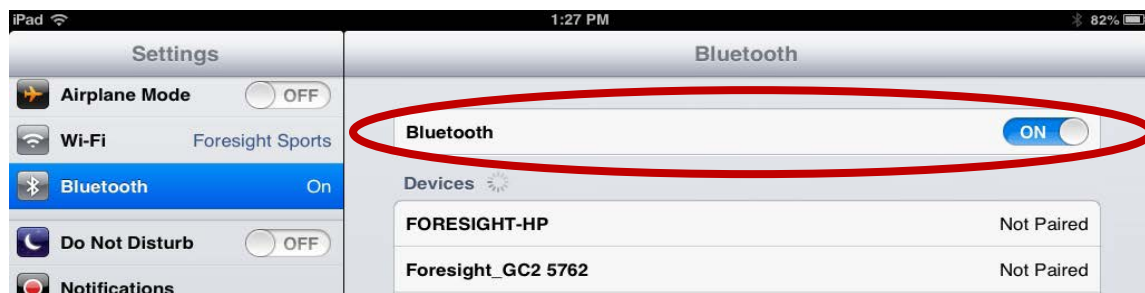 iPad 1:27 PM 82%
Settings Bluetooth
Airplane Mode OFF
Wi-Fi Foresight Sports
Bluetooth On
Do Not Disturb OFF
Notifications
Bluetooth ON
Devices
FORESIGHT-HP Not Paired
Foresight_GC2 5762 Not Paired